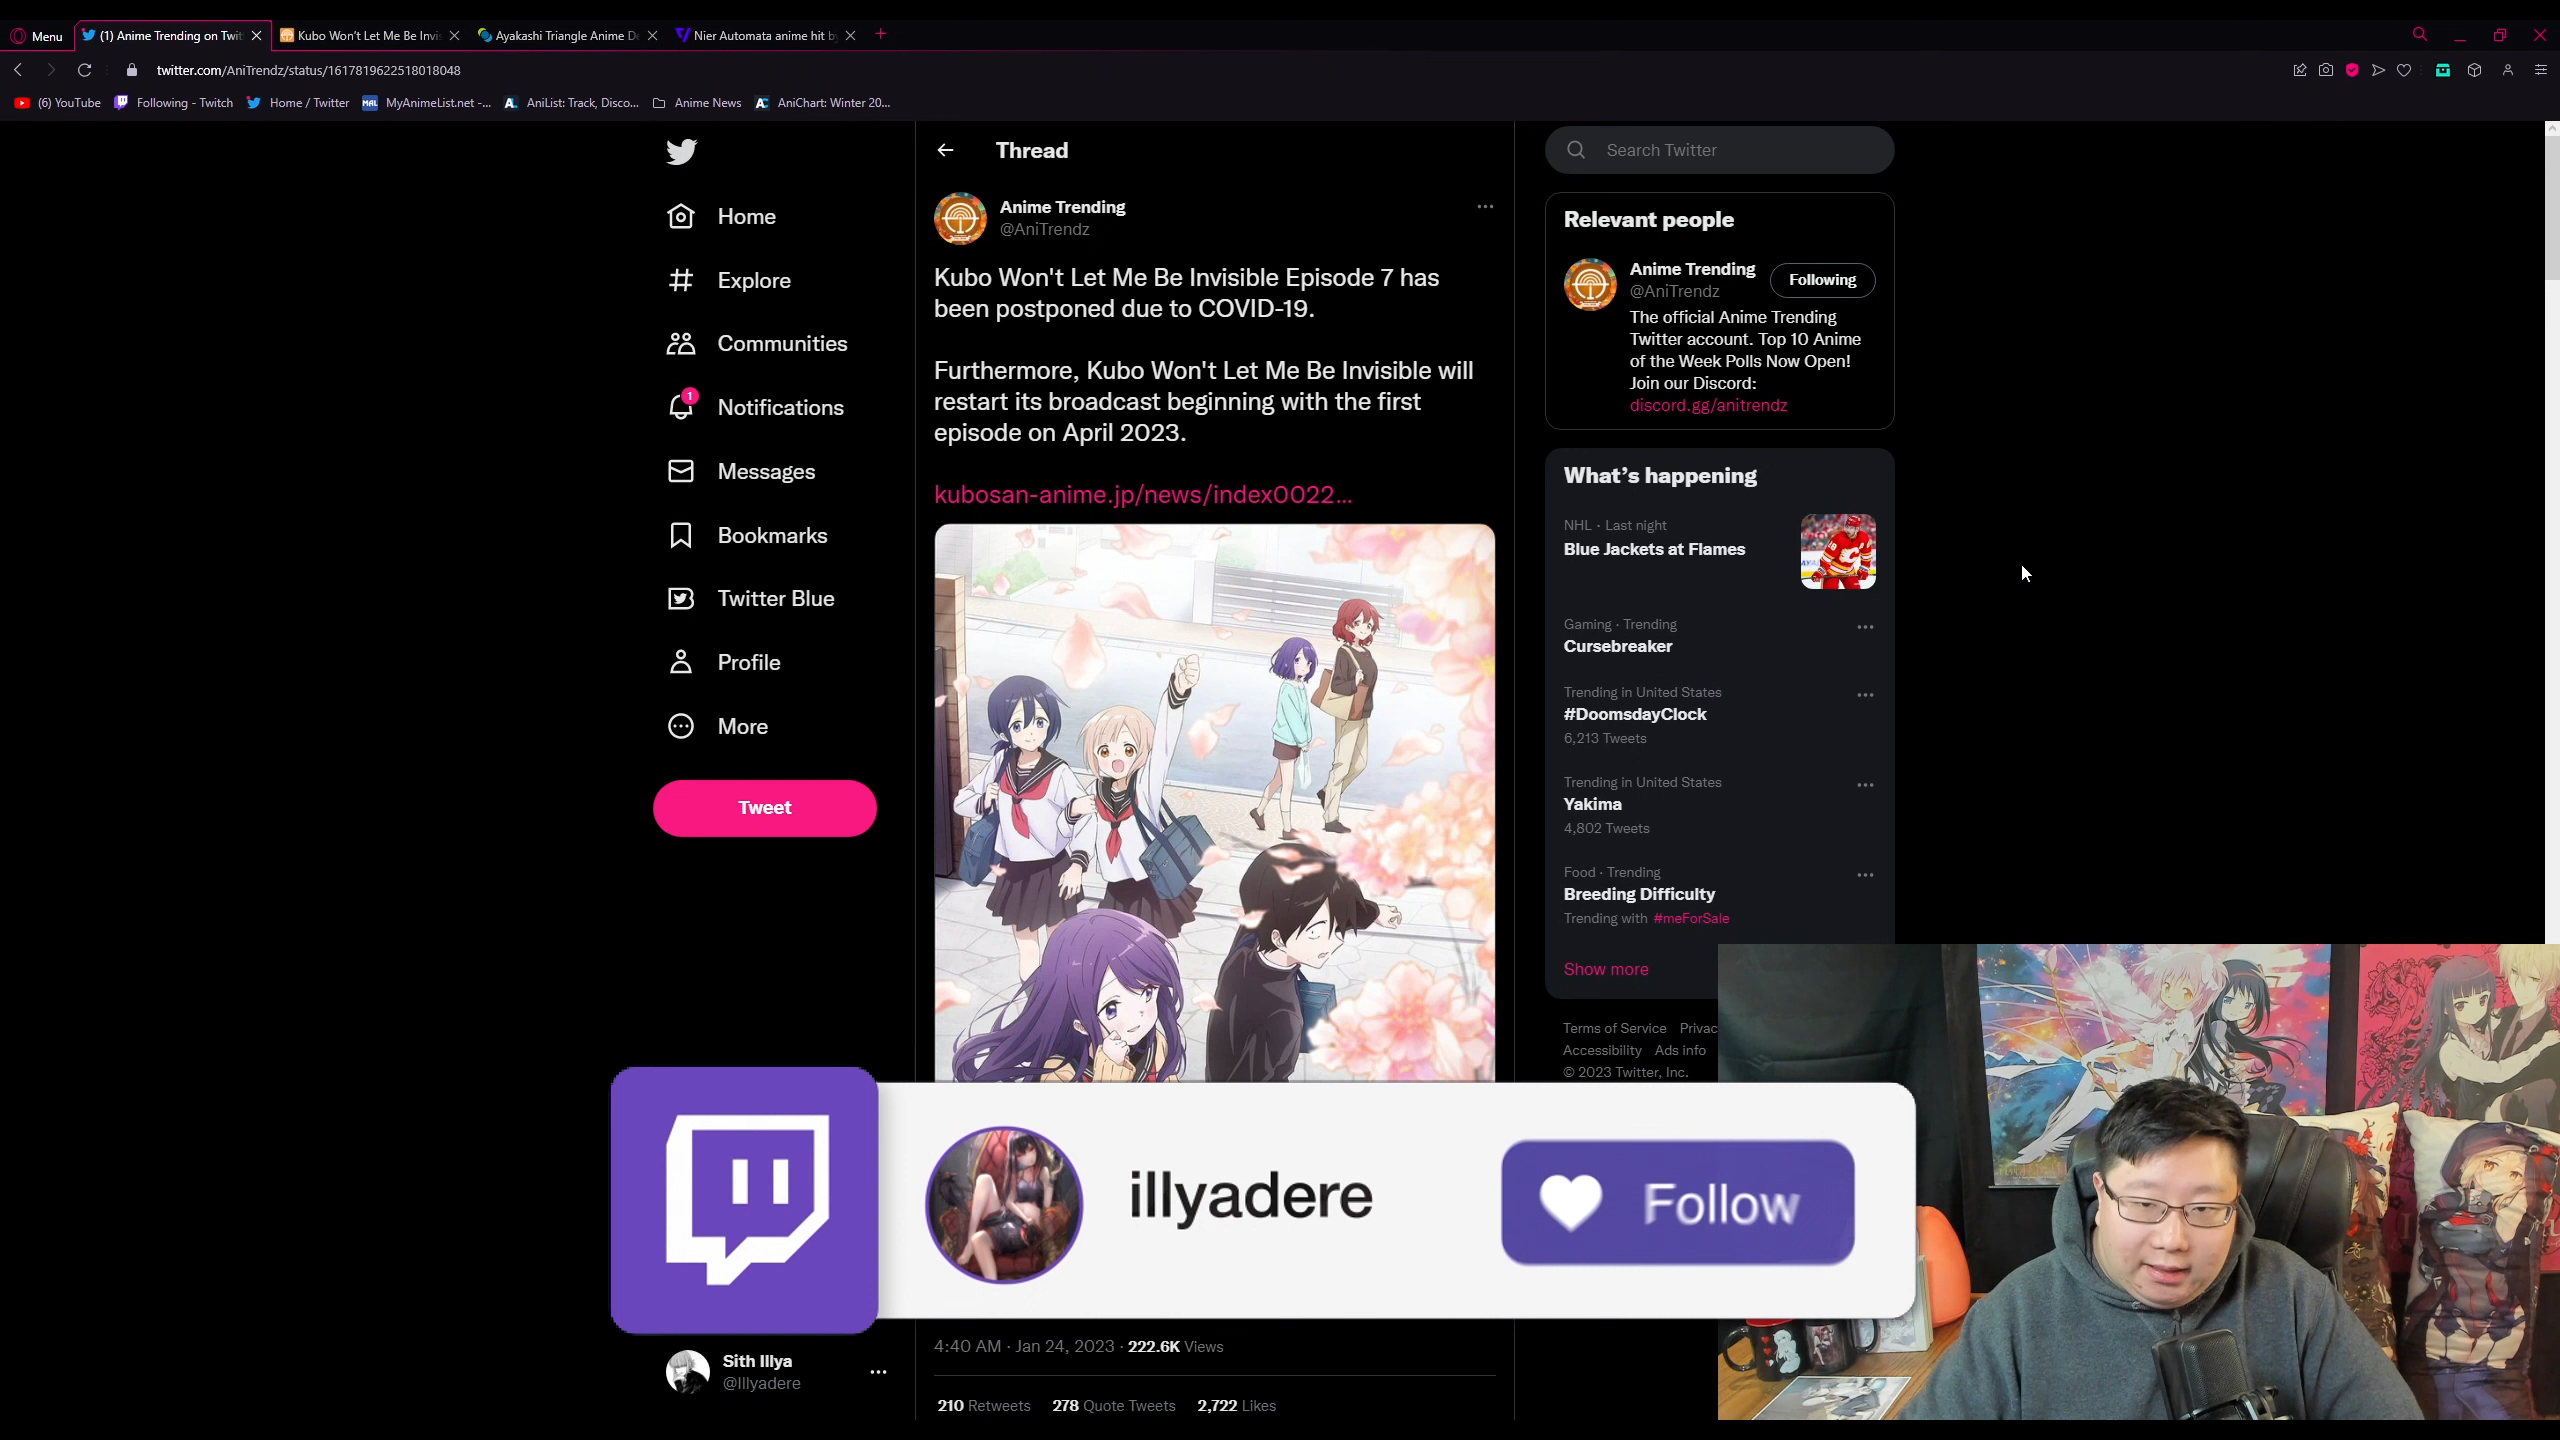 Menu
(1) Anime Trending on Twit
Kubo Won't Let Me Be Invis
Ayakashi Triangle Anime De
Nier Automata anime hit by
twitter.com/AniTrendz/status/1617819622518018048
(6) YouTube
Following - Twitch
Home / Twitter
MAL
MyAnimeList.net -...
AniList: Track, Disco...
Anime News
AniChart: Winter 20...
Home
Explore
Communities
1
Notifications
Messages
Bookmarks
Twitter Blue
Profile
More
Tweet
Thread
Anime Trending
@AniTrendz
Kubo Won't Let Me Be Invisible Episode 7 has
been postponed due to COVID-19.
Furthermore, Kubo Won't Let Me Be Invisible will
restart its broadcast beginning with the first
episode on April 2023.
kubosan-anime.jp/news/index0022...
Search Twitter
Relevant people
Anime Trending
@AniTrendz
Following
The official Anime Trending
Twitter account. Top 10 Anime
of the Week Polls Now Open!
Join our Discord:
discord.gg/anitrendz
What's happening
NHL · Last night
Blue Jackets at Flames
Gaming · Trending
Cursebreaker
Trending in United States
#DoomsdayClock
6,213 Tweets
Trending in United States
Yakima
4,802 Tweets
Food · Trending
Breeding Difficulty
Trending with #meForSale
Show more
Terms of Service Privac
Accessibility Ads info
© 2023 Twitter, Inc.
illyadere
Follow
Sith Illya
@Illyadere
4:40 AM · Jan 24, 2023 · 222.6K Views
210 Retweets 278 Quote Tweets 2,722 Likes